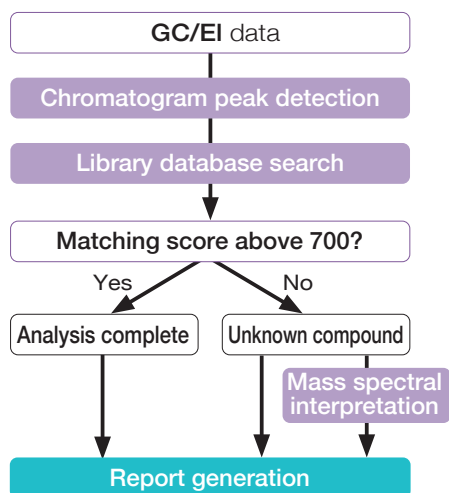 GC/EI data
Chromatogram peak detection
Library database search
Matching score above 700?
Yes
No
Analysis complete
Unknown compound
Mass spectral
interpretation
Report generation